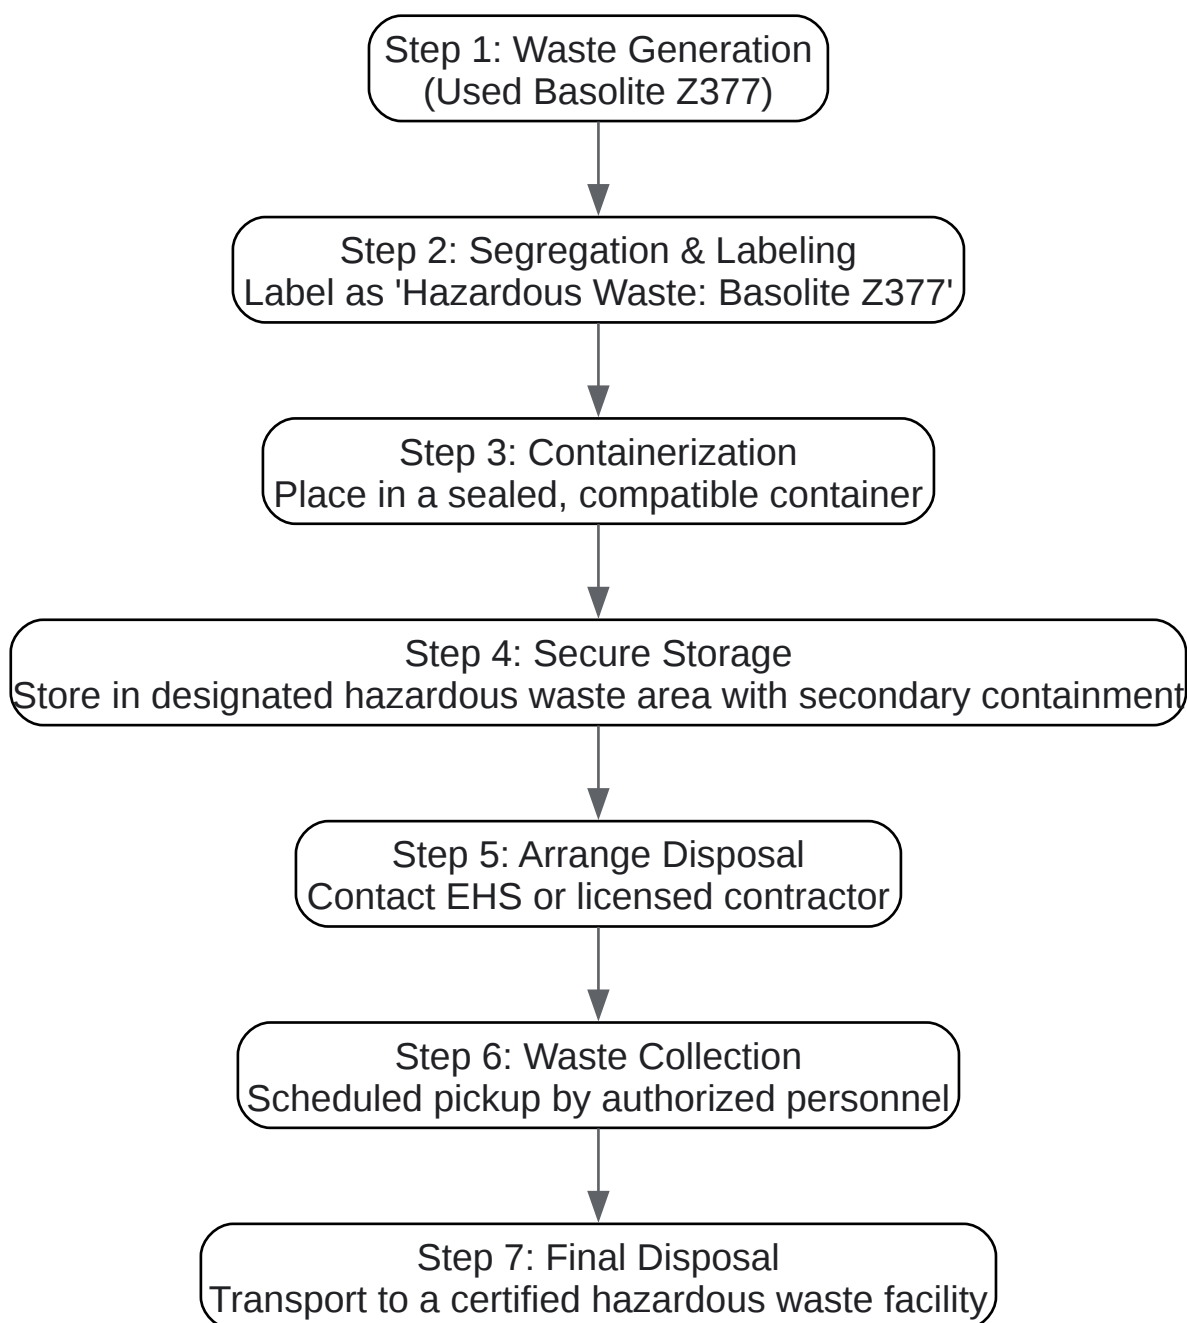 Step 1: Waste Generation
(Used Basolite Z377)
Step 2: Segregation & Labeling
Label as 'Hazardous Waste: Basolite Z377'
Step 3: Containerization
Place in a sealed, compatible container
Step 4: Secure Storage
Store in designated hazardous waste area with secondary containment
Step 5: Arrange Disposal
Contact EHS or licensed contractor
Step 6: Waste Collection
Scheduled pickup by authorized personnel
Step 7: Final Disposal
Transport to a certified hazardous waste facility